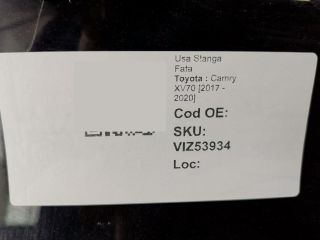 Usa Stanga
Fata
Toyota : Camry
XV70 [2017 -
2020]
Cod OE:
SKU:
VIZ53934
Loc: